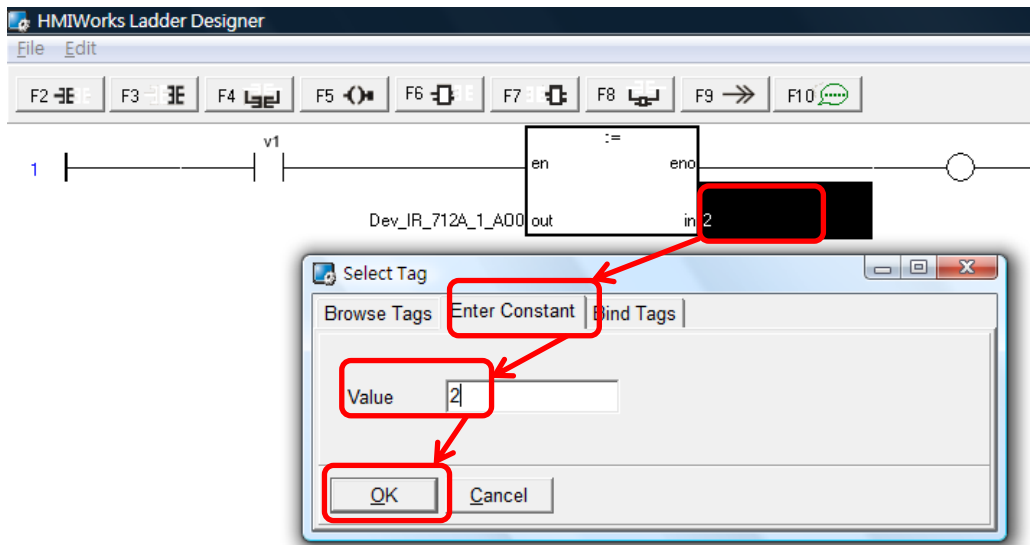 HMIWorks Ladder Designer
File Edit
F2 F3 F4 F5 F6 F7 F8 F9 F10
v1
:=
1 en eno
Dev_IR_712A_1_AO0 out in 2
Select Tag
Browse Tags Enter Constant Bind Tags
Value 2
OK Cancel